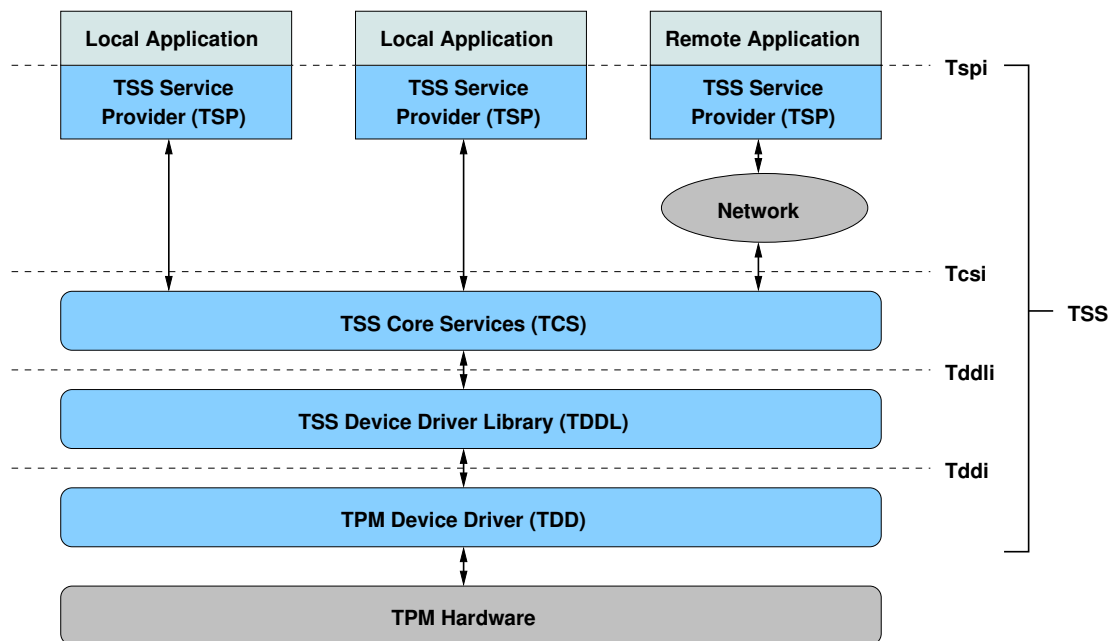 Local Application
Local Application
Remote Application
Tspi
TSS Service
Provider (TSP)
TSS Service
Provider (TSP)
TSS Service
Provider (TSP)
Network
Tcsi
TSS
TSS Core Services (TCS)
Tddli
TSS Device Driver Library (TDDL)
Tddi
TPM Device Driver (TDD)
TPM Hardware